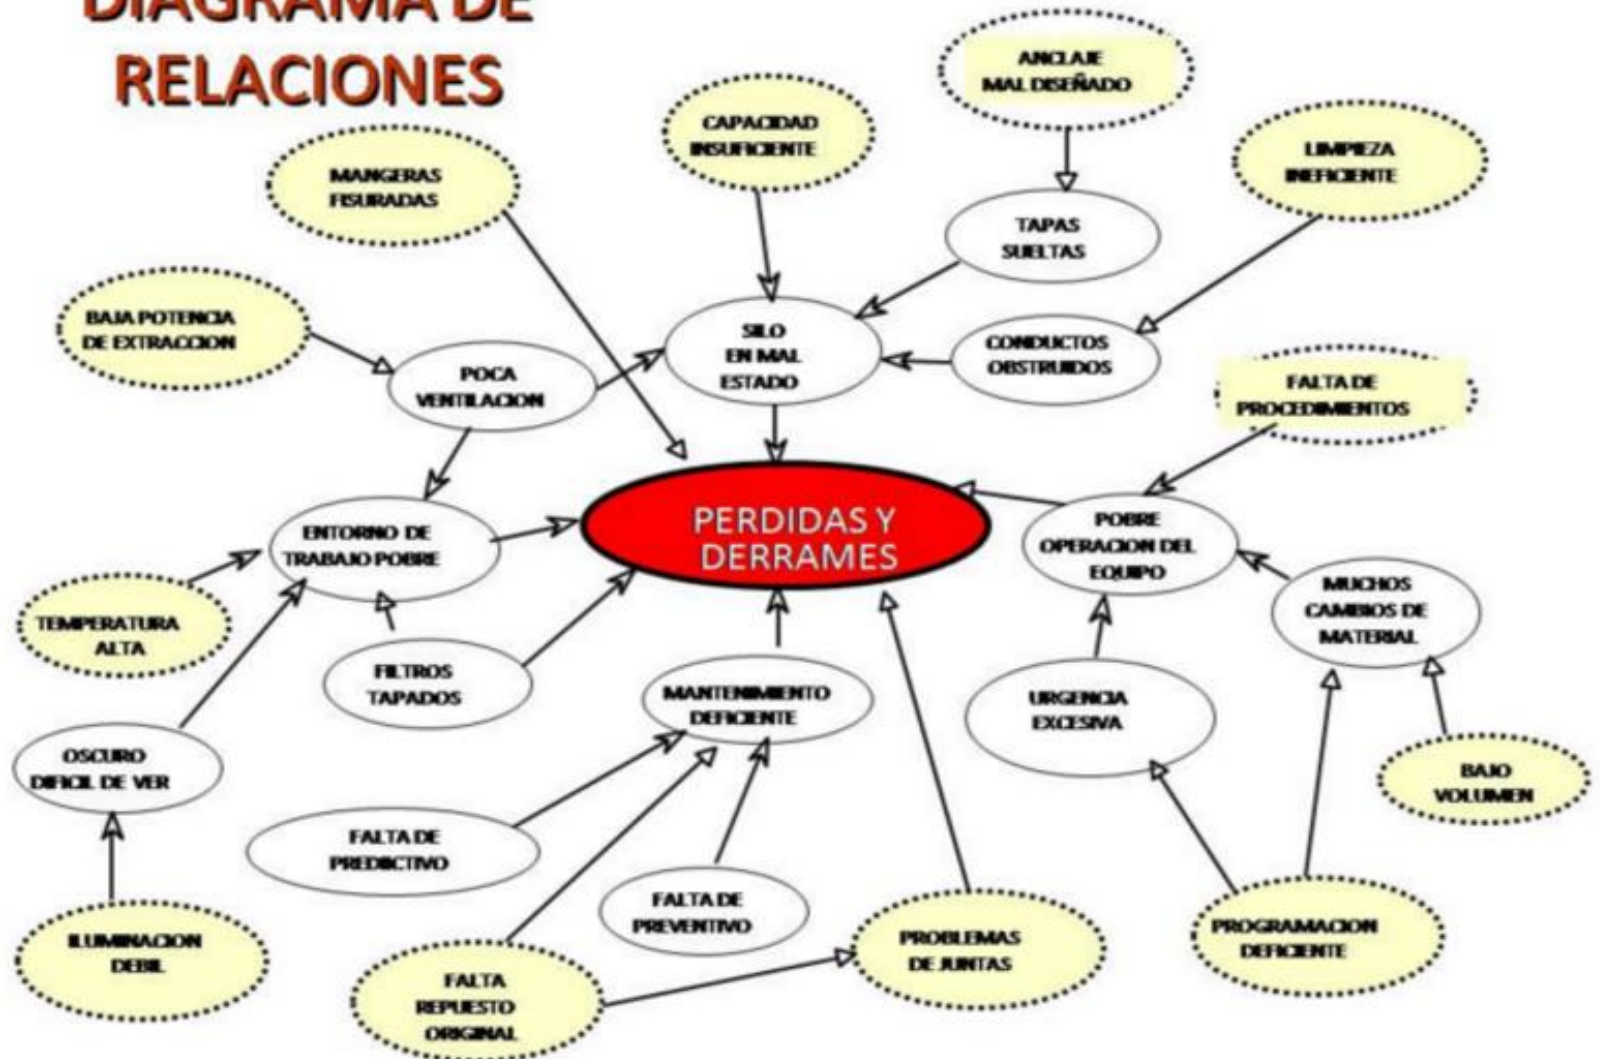 DIAGRAMA DE
RELACIONES
ANCLAJE
MAL DISEÑADO
CAPACIDAD
INSUFICIENTE
LIMPIEZA
INEFICIENTE
MANGERAS
FISURADAS
TAPAS
SUELTAS
BAJA POTENCIA
DE EXTRACCION
SILO
EN MAL
ESTADO
CONDUCTOS
OBSTRUIDOS
POCA
VENTILACION
FALTA DE
PROCEDIMIENTOS
ENTORNO DE
TRABAJO POBRE
PERDIDAS Y
DERRAMES
POBRE
OPERACION DEL
EQUIPO
MUCHOS
CAMBIOS DE
MATERIAL
TEMPERATURA
ALTA
FILTROS
TAPADOS
MANTENIMIENTO
DEFICIENTE
URGENCIA
EXCESIVA
OSCURO
DIFICIL DE VER
BAJO
VOLUMEN
FALTA DE
PREDICTIVO
FALTA DE
PREVENTIVO
ILUMINACION
DEBIL
PROBLEMAS
DE JUNTAS
PROGRAMACION
DEFICIENTE
FALTA
REPUESTO
ORIGINAL